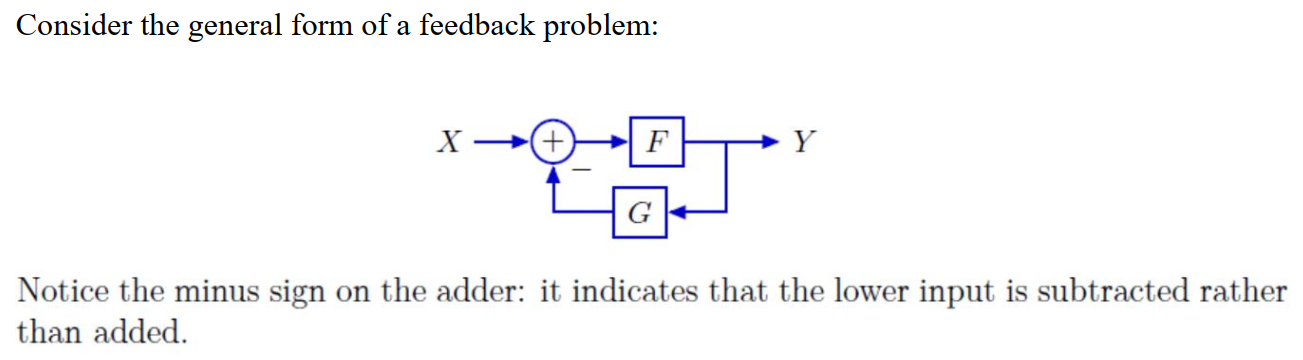 Consider the general form of a feedback problem:
X + F Y
−
G
Notice the minus sign on the adder: it indicates that the lower input is subtracted rather
than added.